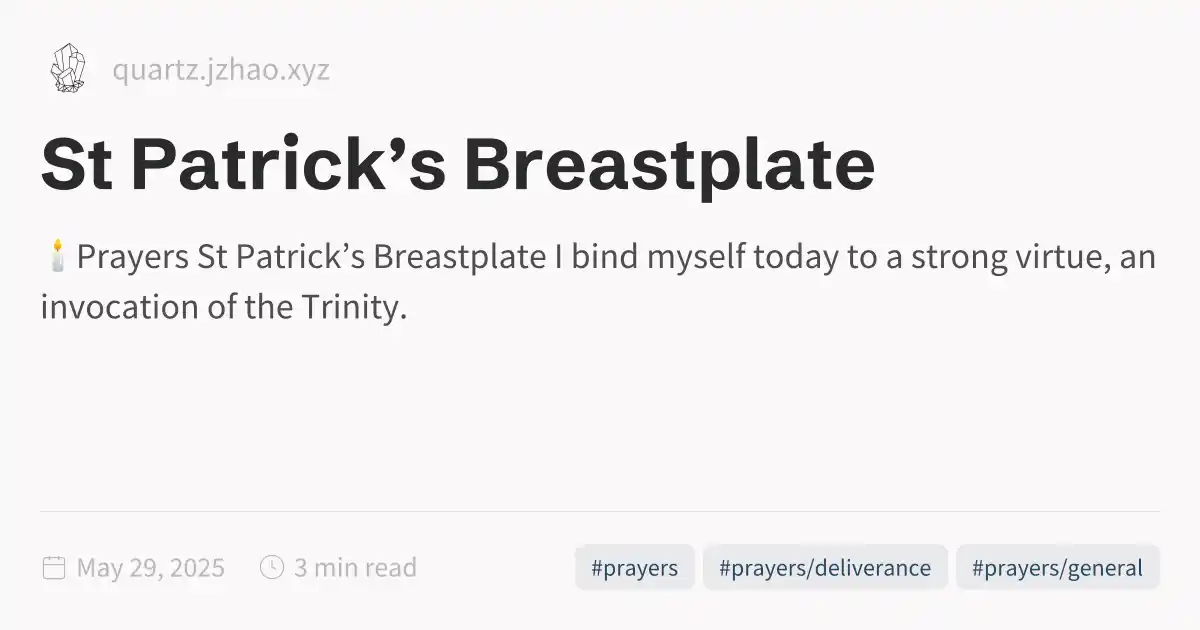 quartz.jzhao.xyz
St Patrick’s Breastplate
🕯️ Prayers St Patrick’s Breastplate I bind myself today to a strong virtue, an
invocation of the Trinity.
May 29, 2025 3 min read #prayers #prayers/deliverance #prayers/general